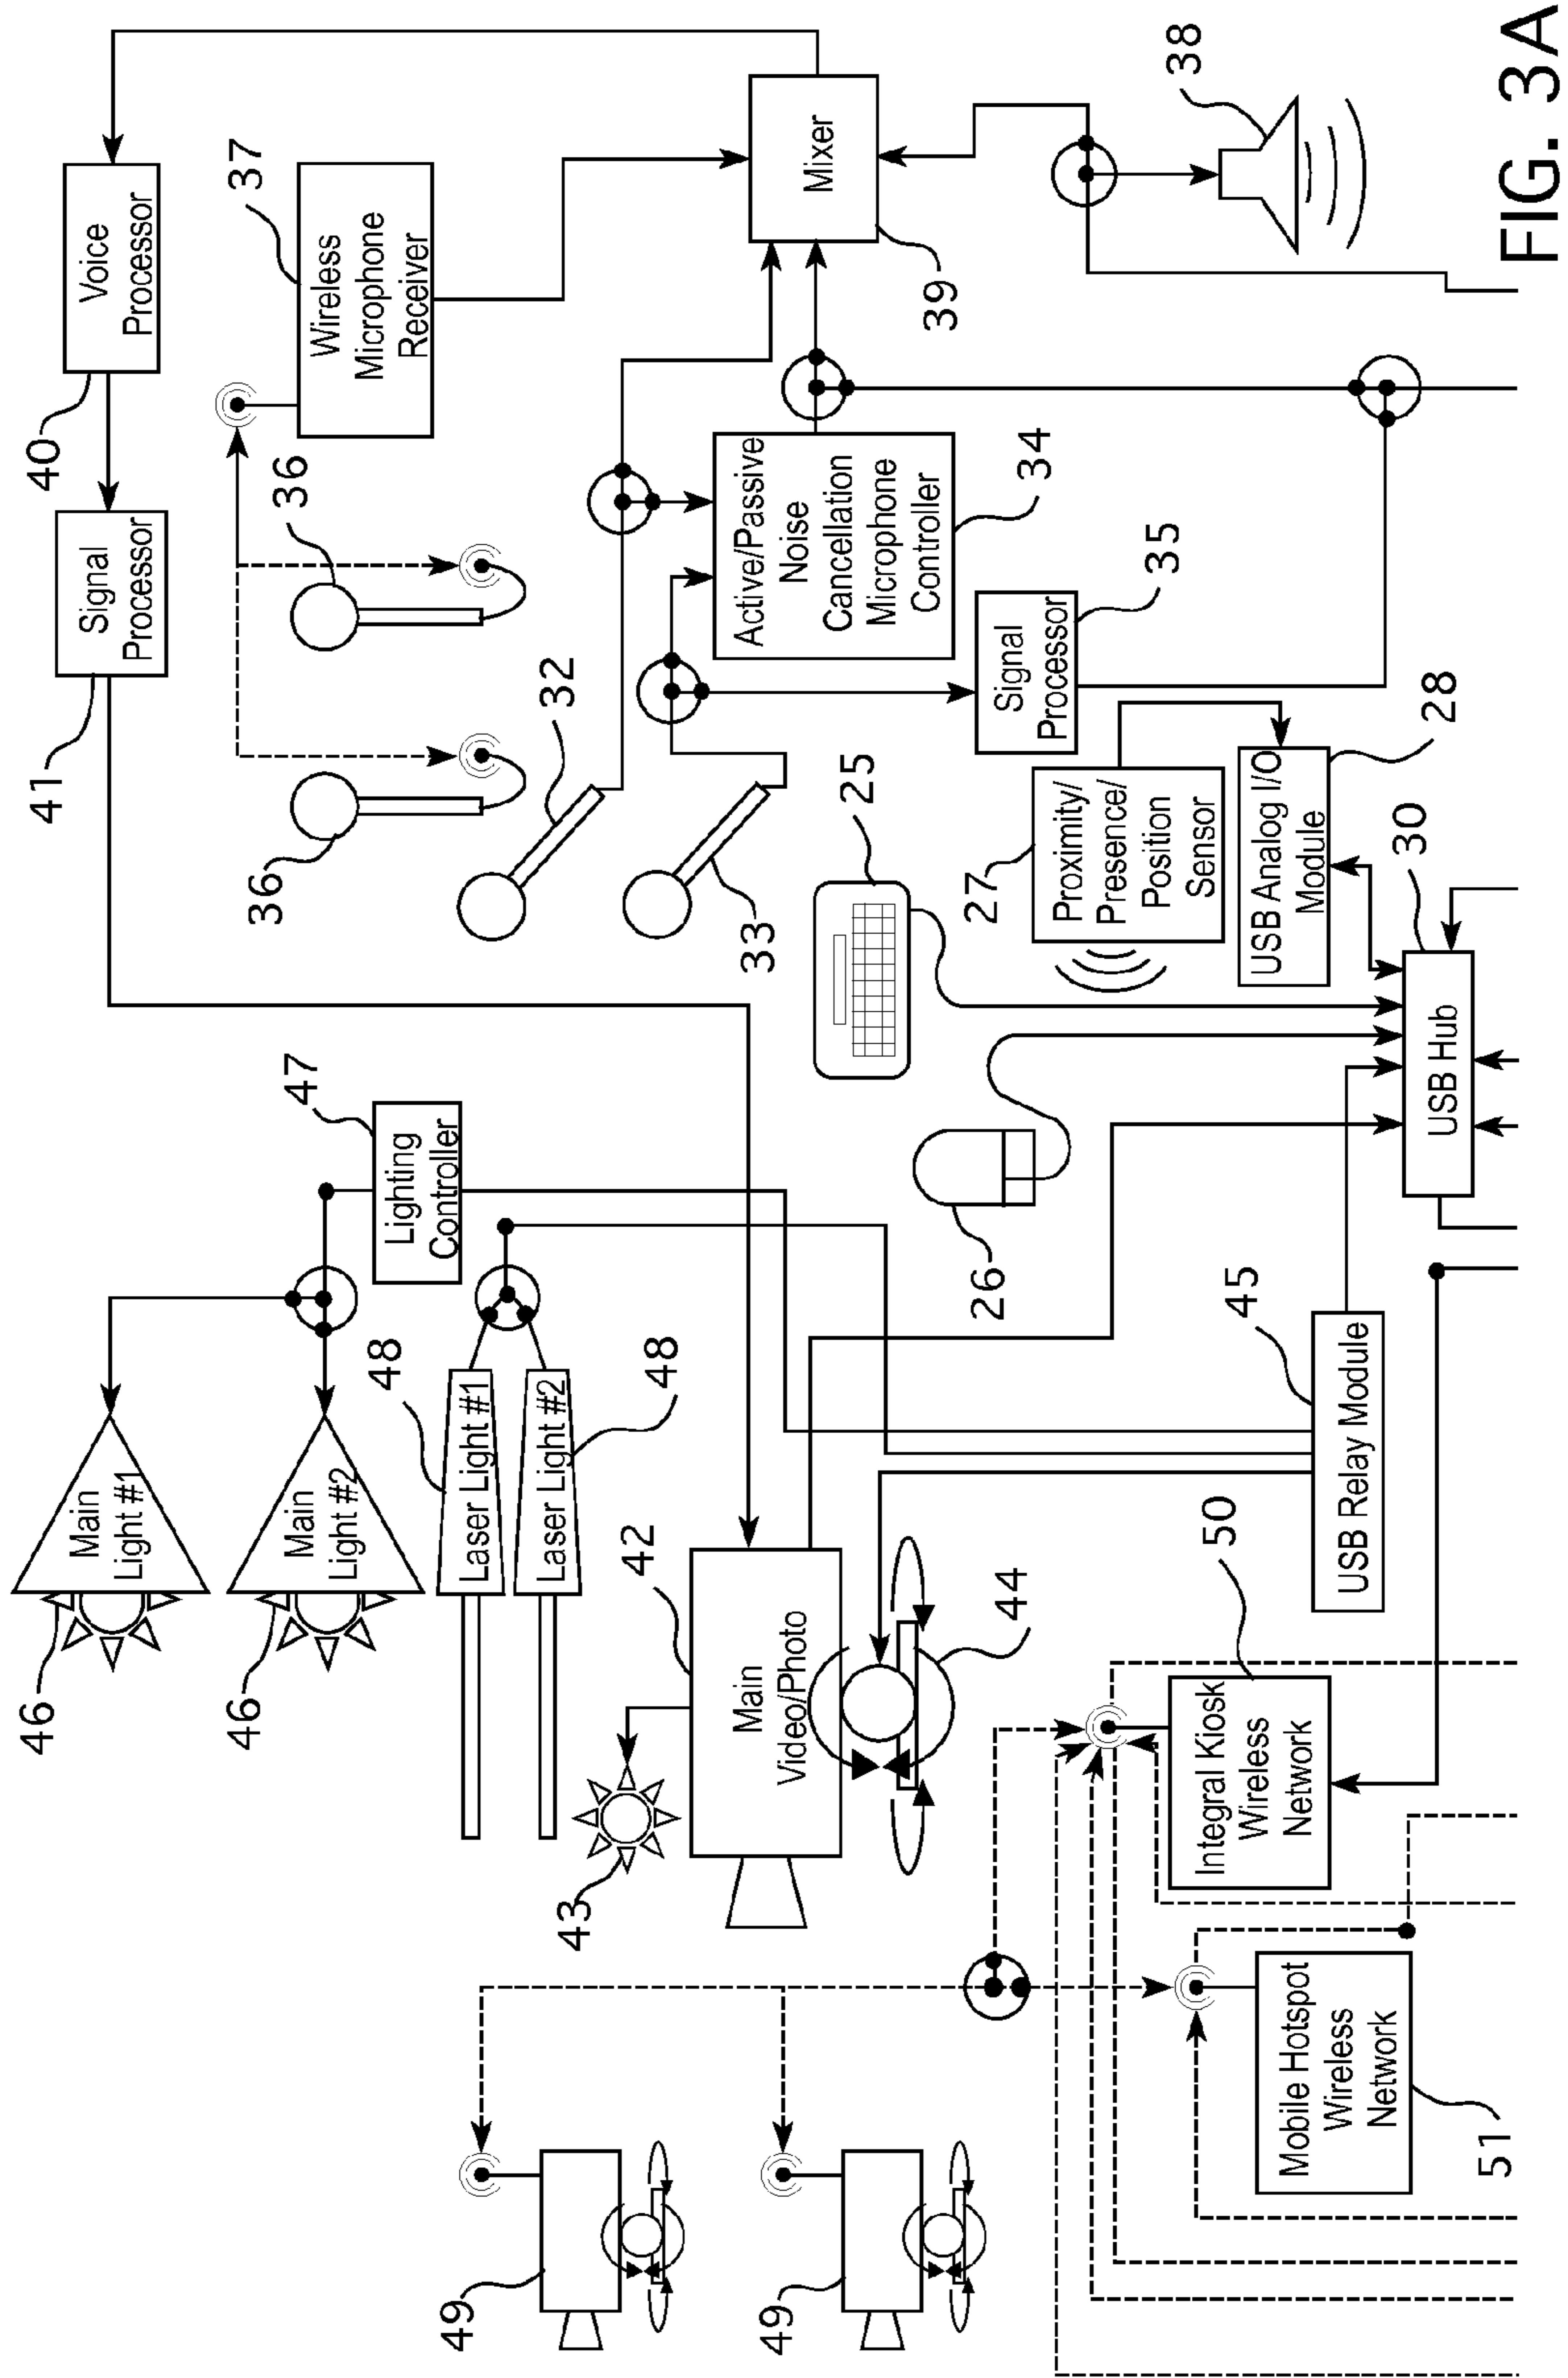 46
Main
Light #1
46
Main
Light #2
47
Lighting
Controller
48
Laser Light #1
Laser Light #2
48
41
Signal
Processor
40
Voice
Processor
36
36
37
Wireless
Microphone
Receiver
32
33
43
42
Main
Video/Photo
44
49
49
Active/Passive
Noise
Cancellation
Microphone
Controller
34
Signal
Processor
35
Mixer
39
38
25
26
27
Proximity/
Presence/
Position
Sensor
USB Analog I/O
Module
28
30
USB Hub
45
USB Relay Module
50
Integral Kiosk
Wireless
Network
Mobile Hotspot
Wireless
Network
51
FIG. 3A